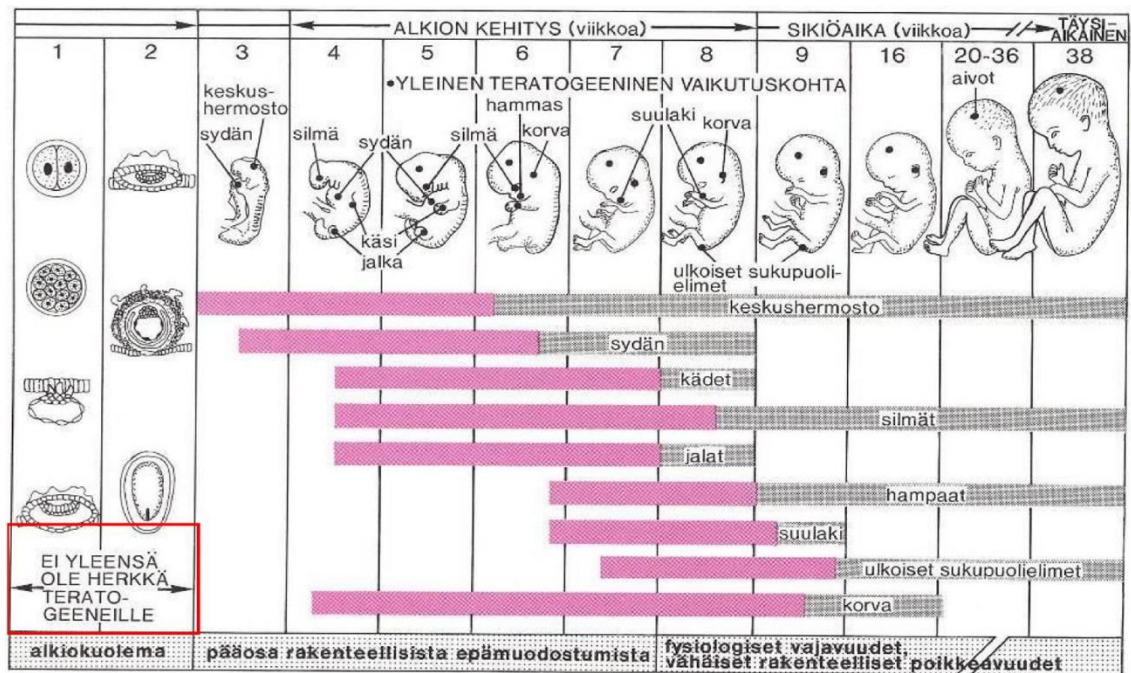 ALKION KEHITYS (viikkoa)
SIKIÖAIKA (viikkoa)
TÄYSI-
AIKAINEN
1 2 3 4 5 6 7 8 9 16 20-36 38
•YLEINEN TERATOGEENINEN VAIKUTUSKOHTA
keskus-
hermosto
sydän
silmä
sydän
silmä
hammas
korva
suulaki
korva
aivot
käsi
jalka
ulkoiset sukupuoli-
elimet
keskushermosto
sydän
kädet
silmät
jalat
hampaat
suulaki
ulkoiset sukupuolielimet
korva
EI YLEENSÄ
OLE HERKKÄ
TERATO-
GEENEILLE
alkiokuolema
pääosa rakenteellisista epämuodostumista
fysiologiset vajavuudet,
vähäiset rakenteelliset poikkeavuudet